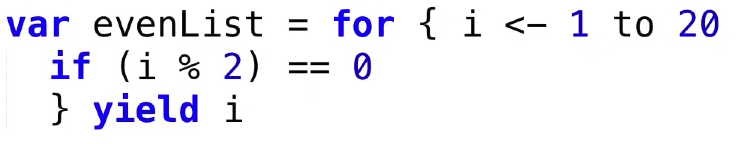 var evenList = for { i <- 1 to 20
  if (i % 2) == 0
  } yield i